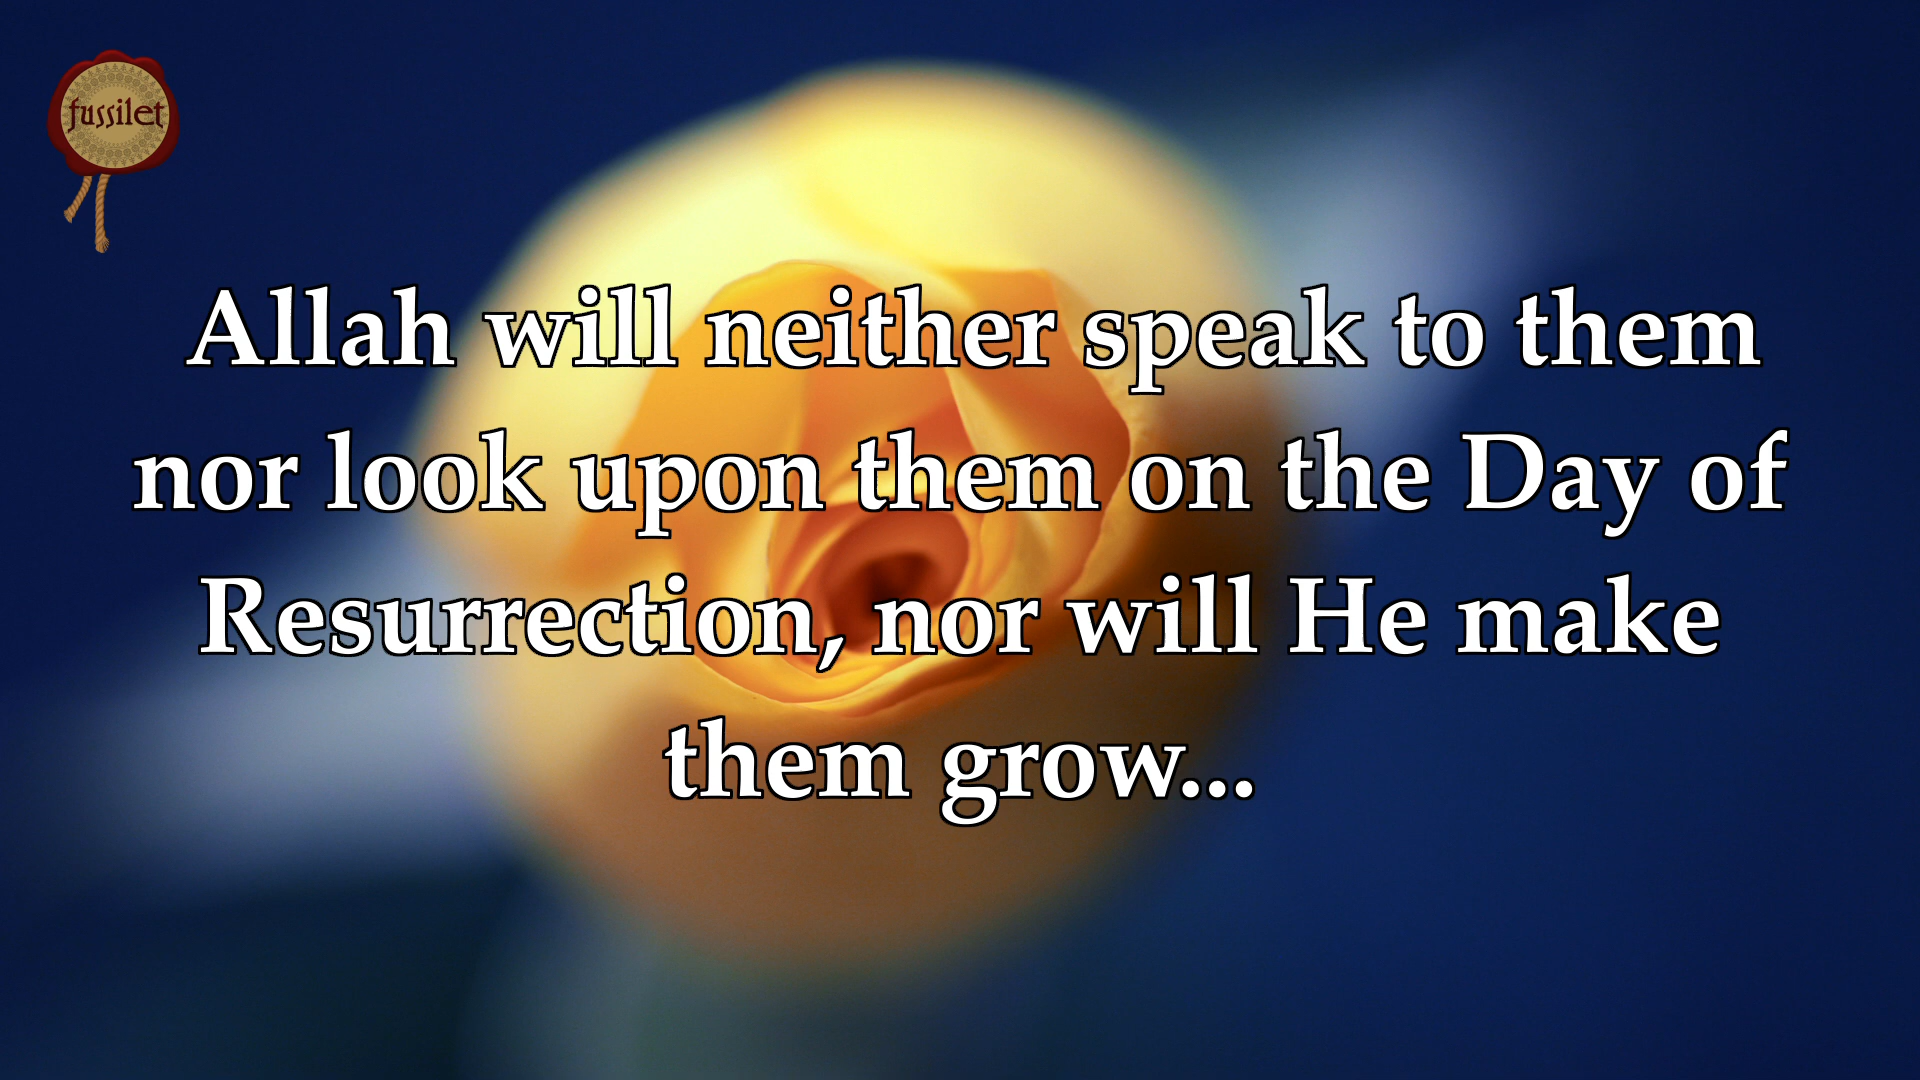 fussilet
Allah will neither speak to them
nor look upon them on the Day of
Resurrection, nor will He make
them grow...